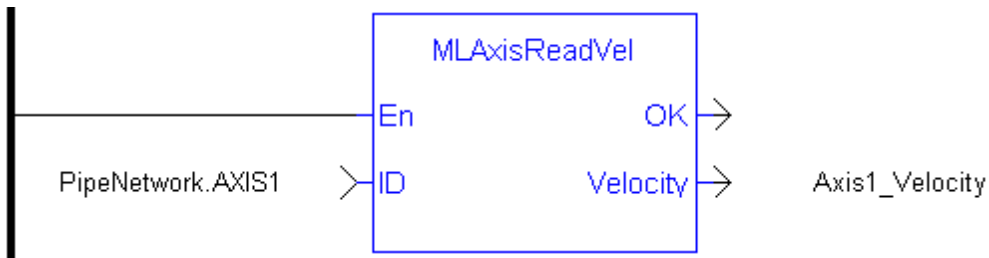 MLAxisReadVel
En OK
PipeNetwork.AXIS1 ID Velocity Axis1_Velocity